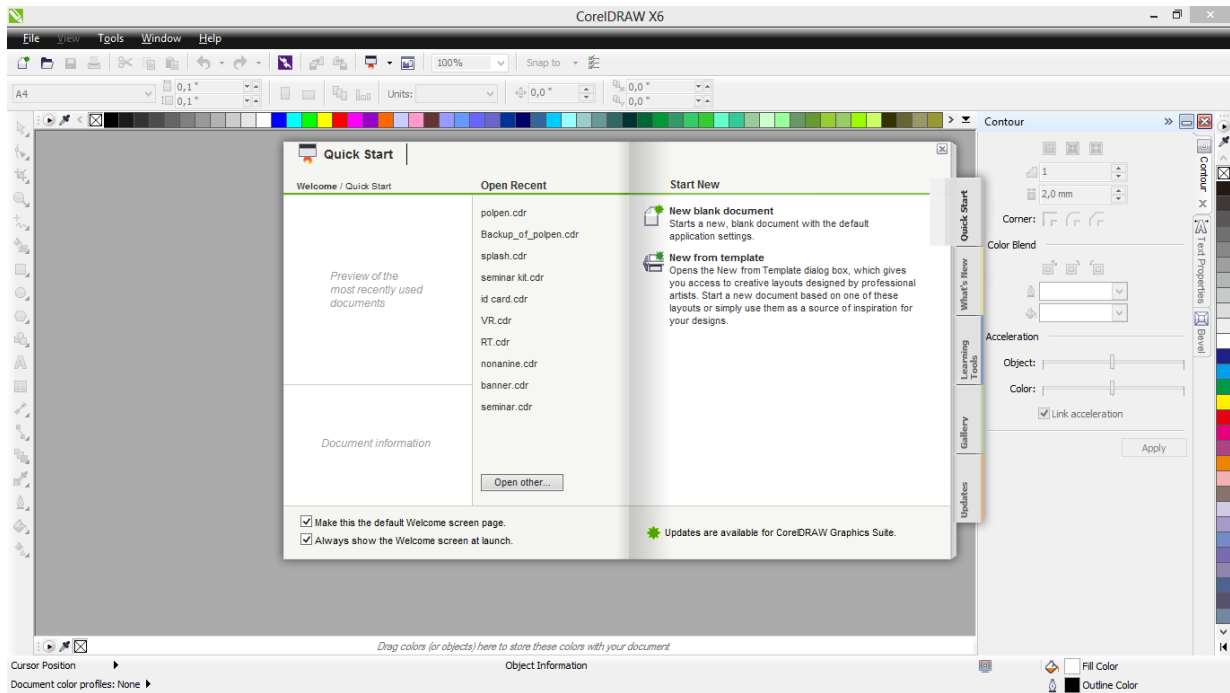 CorelDRAW X6
File View Tools Window Help
100% Snap to
A4 0,1 " 0,1 " Units: 0,0 " 0,0 " 0,0 "
Quick Start
Welcome / Quick Start
Open Recent
Start New
Preview of the
most recently used
documents
Document information
polpen.cdr
Backup_of_polpen.cdr
splash.cdr
seminar kit.cdr
id card.cdr
VR.cdr
RT.cdr
nonanine.cdr
banner.cdr
seminar.cdr
Open other...
New blank document
Starts a new, blank document with the default
application settings.
New from template
Opens the New from Template dialog box, which gives
you access to creative layouts designed by professional
artists. Start a new document based on one of these
layouts or simply use them as a source of inspiration for
your designs.
Make this the default Welcome screen page.
Always show the Welcome screen at launch.
Updates are available for CorelDRAW Graphics Suite.
Quick Start
What's New
Learning
Tools
Gallery
Updates
Contour
1
2,0 mm
Corner:
Color Blend
Acceleration
Object:
Color:
Link acceleration
Apply
Contour
Text Properties
Bevel
Drag colors (or objects) here to store these colors with your document
Cursor Position
Object Information
Fill Color
Document color profiles: None
Outline Color